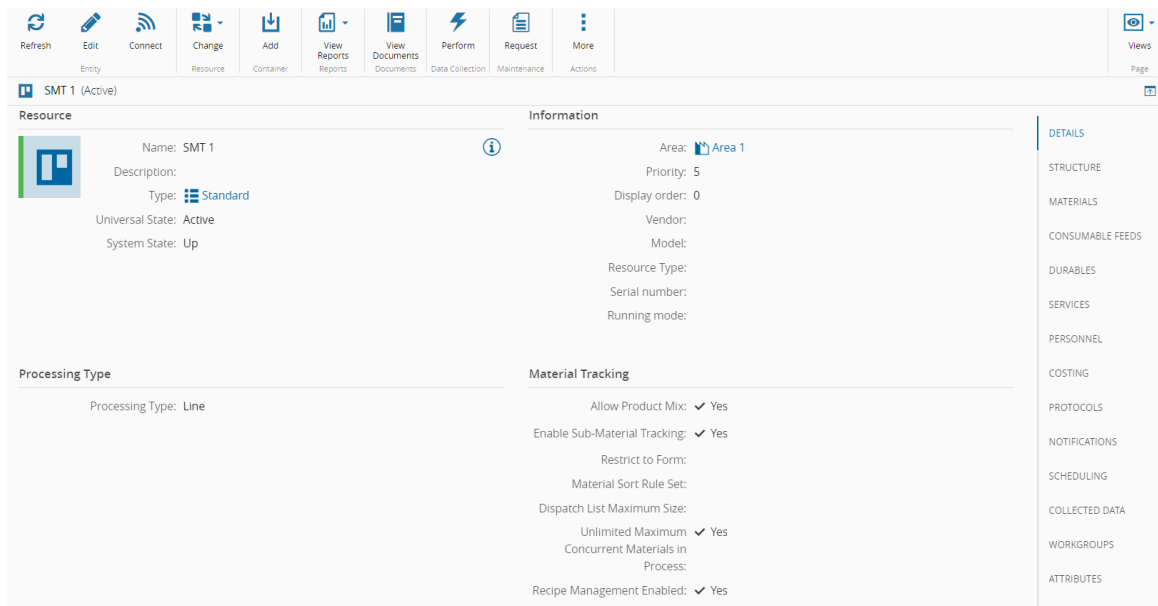 Refresh
Edit
Connect
Change
Add
View Reports
View Documents
Perform
Request
More
Views
Entity
Resource
Container
Reports
Documents
Data Collection
Maintenance
Actions
Page
SMT 1 (Active)
Resource
Name: SMT 1
Description:
Type: Standard
Universal State: Active
System State: Up
Information
Area: Area 1
Priority: 5
Display order: 0
Vendor:
Model:
Resource Type:
Serial number:
Running mode:
Processing Type
Processing Type: Line
Material Tracking
Allow Product Mix: Yes
Enable Sub-Material Tracking: Yes
Restrict to Form:
Material Sort Rule Set:
Dispatch List Maximum Size:
Unlimited Maximum Yes
Concurrent Materials in
Process:
Recipe Management Enabled: Yes
DETAILS
STRUCTURE
MATERIALS
CONSUMABLE FEEDS
DURABLES
SERVICES
PERSONNEL
COSTING
PROTOCOLS
NOTIFICATIONS
SCHEDULING
COLLECTED DATA
WORKGROUPS
ATTRIBUTES